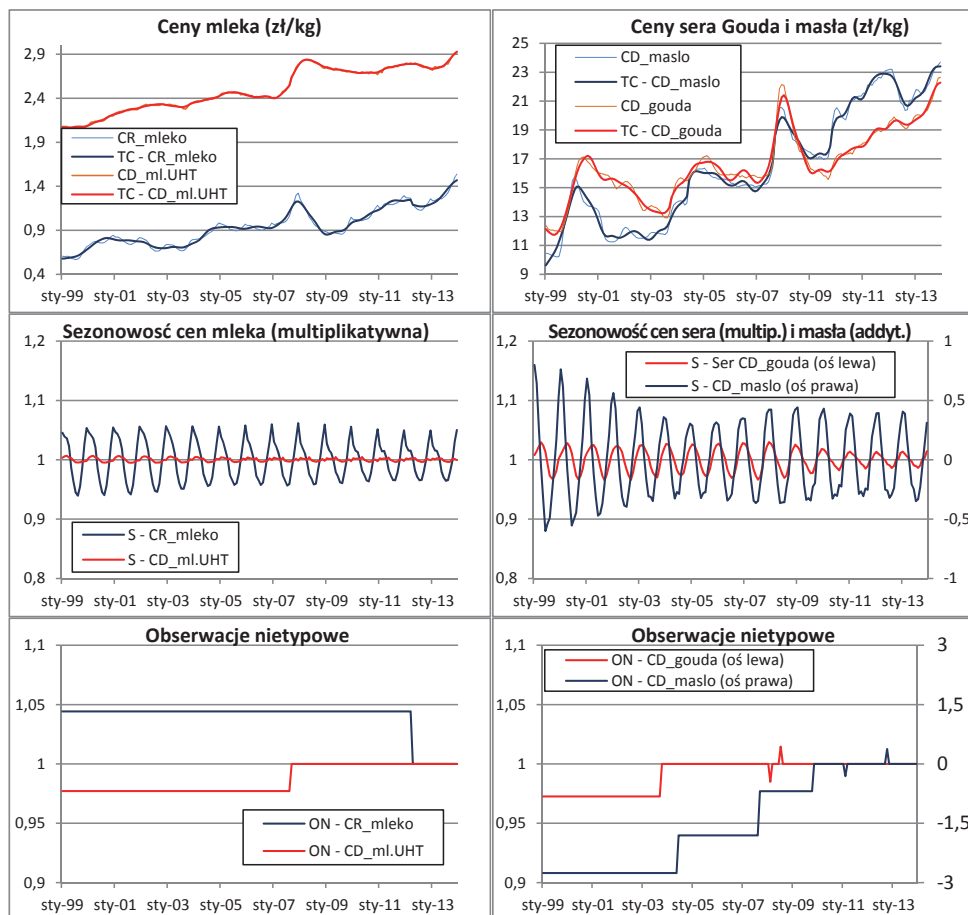 Ceny mleka (zł/kg)
2,9
2,4
1,9
1,4
0,9
0,4
CR_mleko
TC - CR_mleko
CD_ml.UHT
TC - CD_ml.UHT
sty-99 sty-01 sty-03 sty-05 sty-07 sty-09 sty-11 sty-13
Ceny sera Gouda i masła (zł/kg)
25
23
21
19
17
15
13
11
9
CD_maslo
TC - CD_maslo
CD_gouda
TC - CD_gouda
sty-99 sty-01 sty-03 sty-05 sty-07 sty-09 sty-11 sty-13
Sezonowość cen mleka (multiplikatywna)
1,2
1,1
1
0,9
0,8
S - CR_mleko
S - CD_ml.UHT
sty-99 sty-01 sty-03 sty-05 sty-07 sty-09 sty-11 sty-13
Sezonowość cen sera (multip.) i masła (addyt.)
1,2
1,1
1
0,9
0,8
S - Ser CD_gouda (oś lewa)
S - CD_maslo (oś prawa)
1
0,5
0
-0,5
-1
sty-99 sty-01 sty-03 sty-05 sty-07 sty-09 sty-11 sty-13
Obserwacje nietypowe
1,1
1,05
1
0,95
0,9
ON - CR_mleko
ON - CD_ml.UHT
sty-99 sty-01 sty-03 sty-05 sty-07 sty-09 sty-11 sty-13
Obserwacje nietypowe
1,1
1,05
1
0,95
0,9
ON - CD_gouda (oś lewa)
ON - CD_maslo (oś prawa)
3
1,5
0
-1,5
-3
sty-99 sty-01 sty-03 sty-05 sty-07 sty-09 sty-11 sty-13